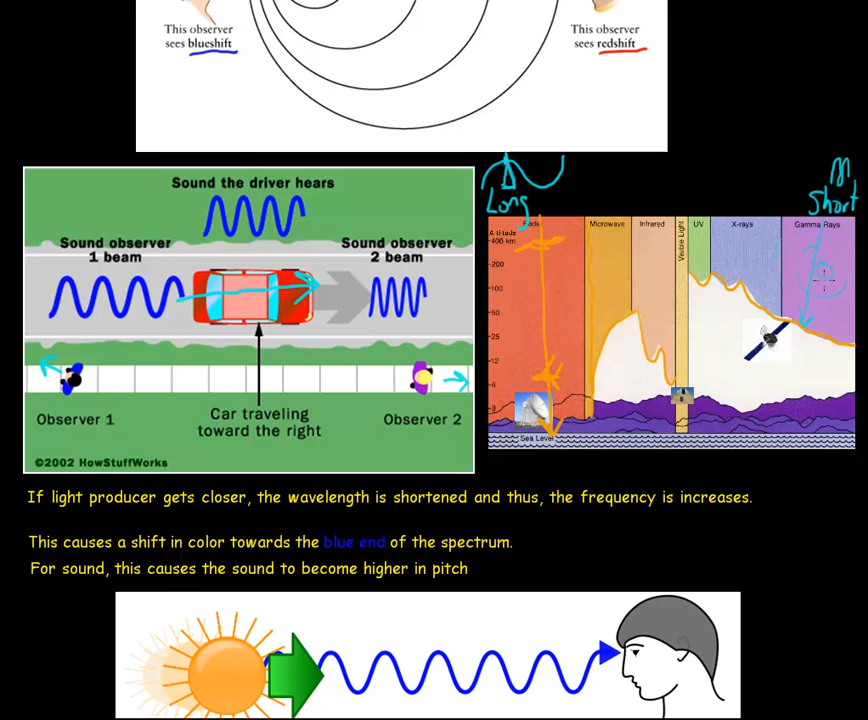 This observer
sees blueshift
This observer
sees redshift
Sound the driver hears
Sound observer
1 beam
Sound observer
2 beam
Observer 1
Car traveling
toward the right
Observer 2
©2002 HowStuffWorks
Long
Short
Radio
Microwave
Infrared
Visible Light
UV
X-rays
Gamma Rays
Altitude
400 km
200
100
50
25
12
6
3
Sea Level
If light producer gets closer, the wavelength is shortened and thus, the frequency is increases.
This causes a shift in color towards the blue end of the spectrum.
For sound, this causes the sound to become higher in pitch